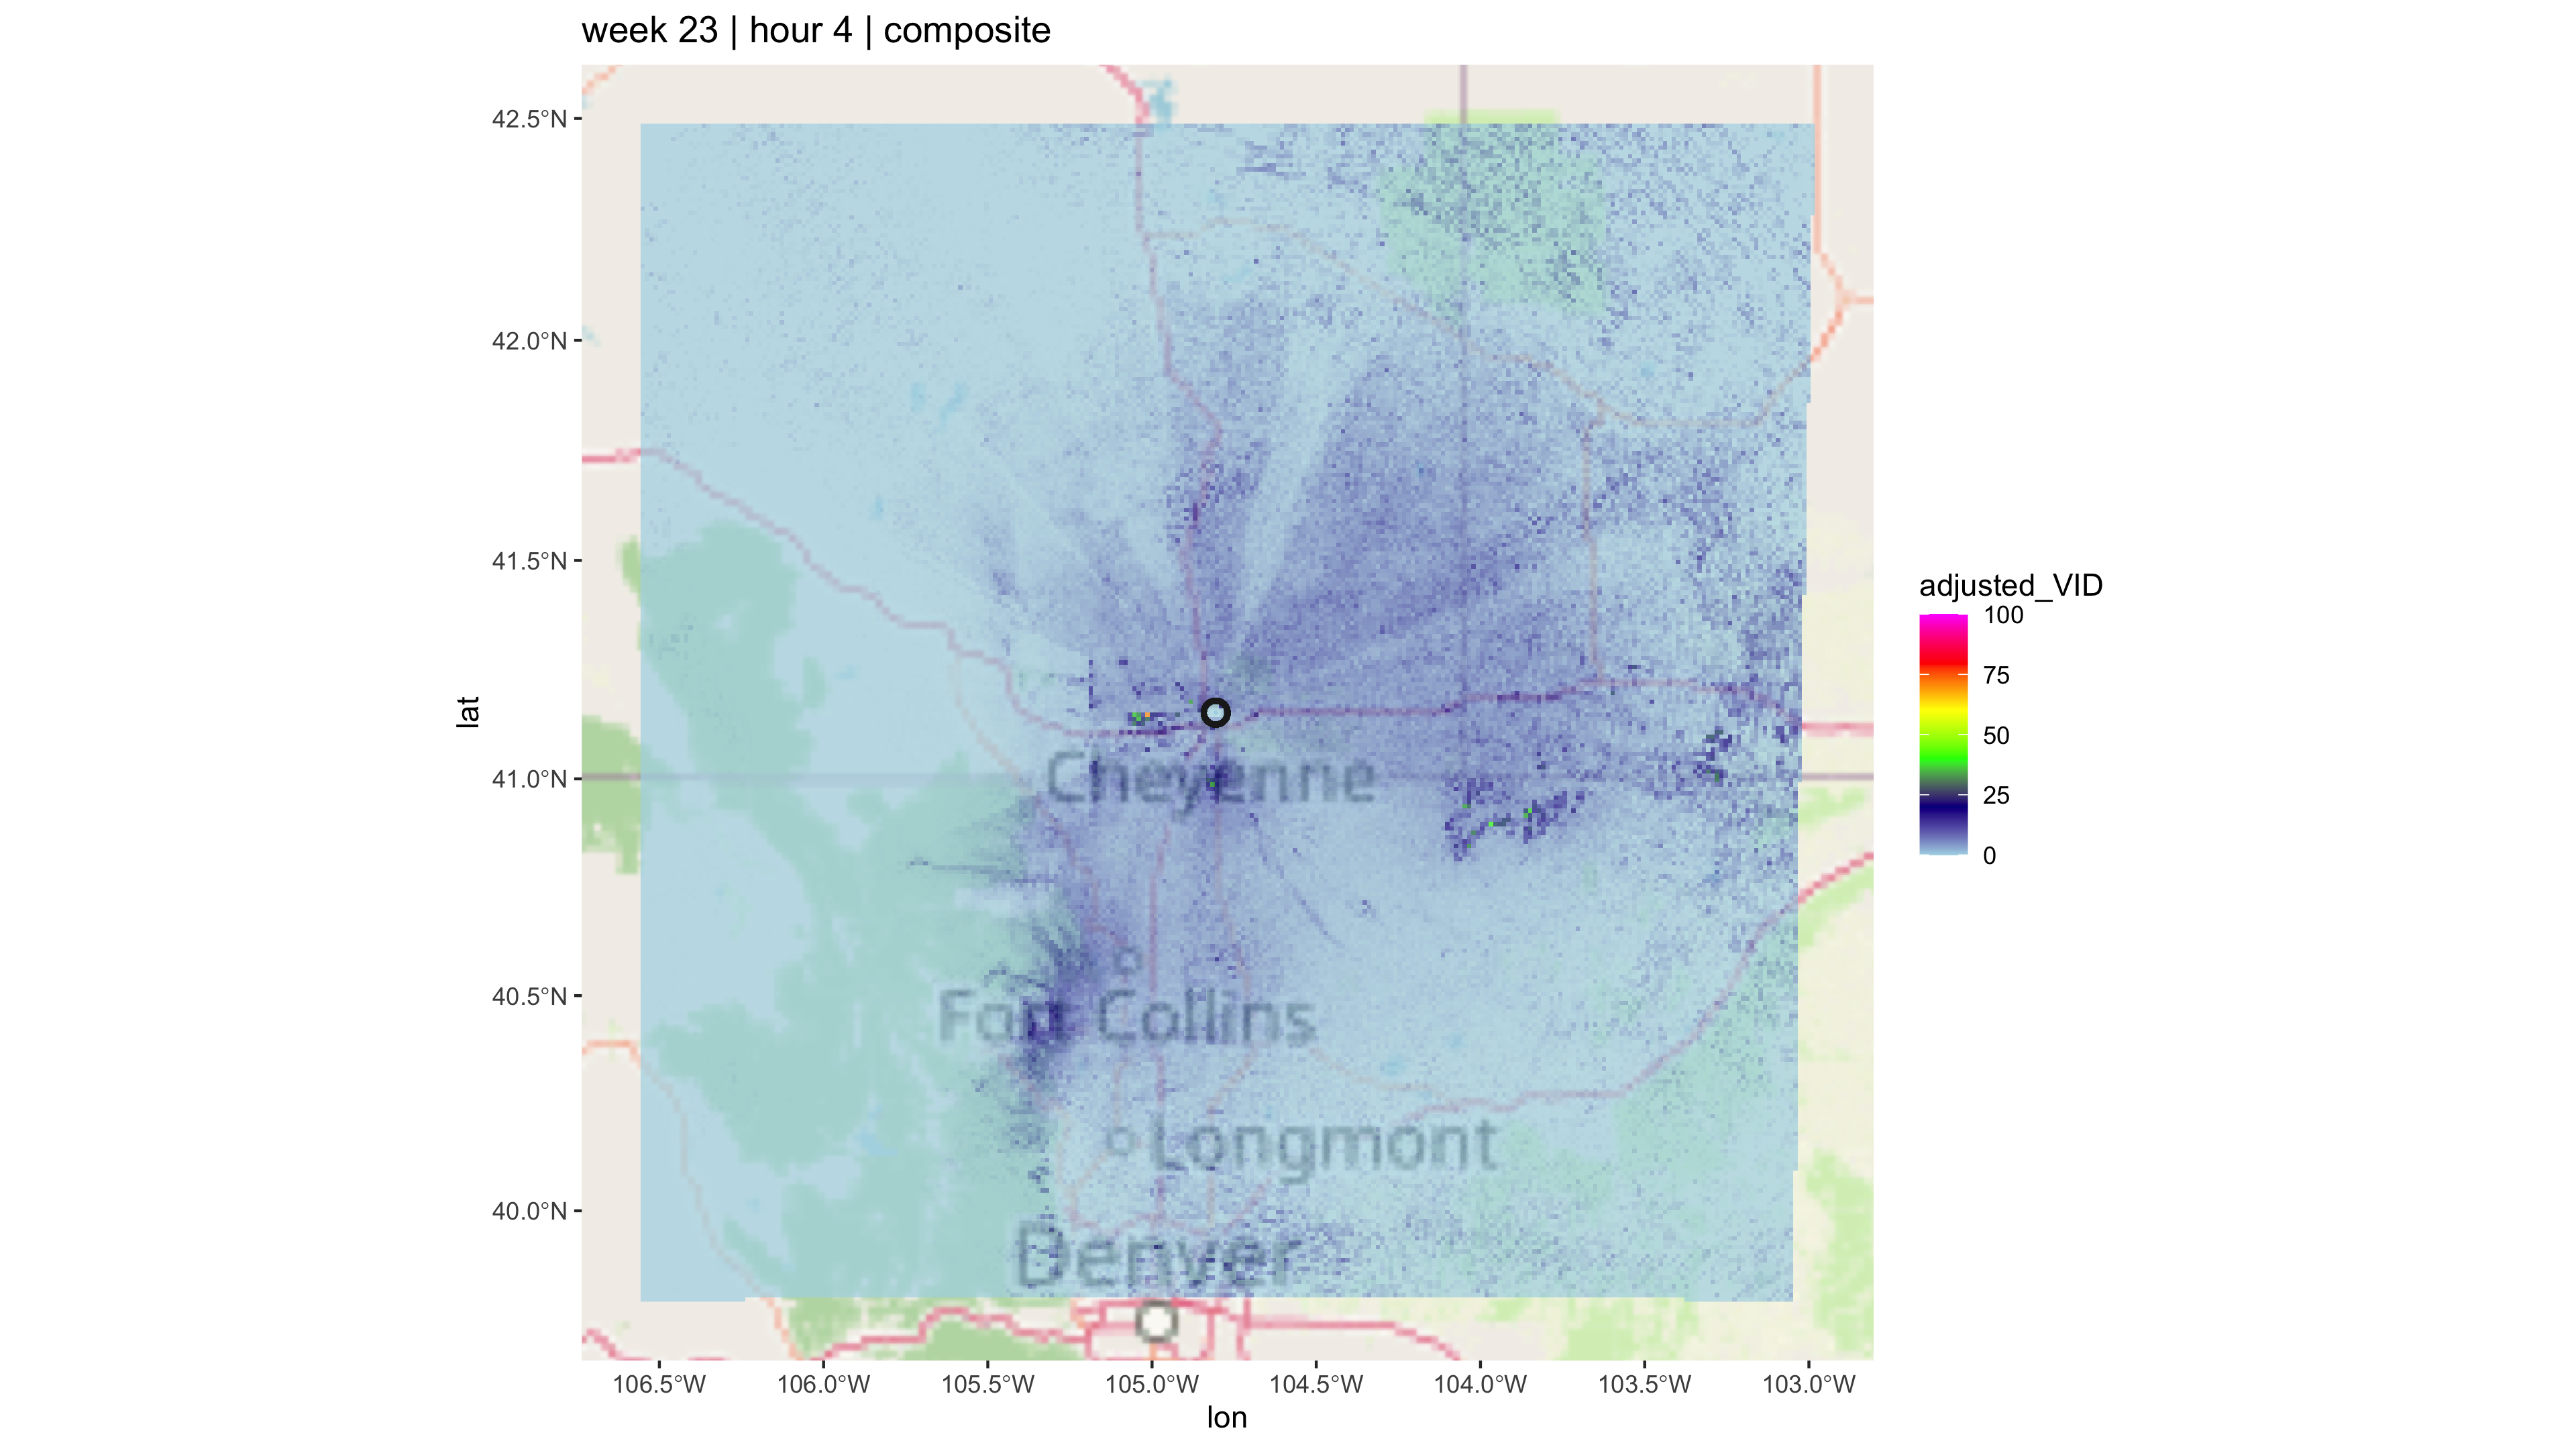 week 23 | hour 4 | composite
42.5°N
42.0°N
41.5°N
41.0°N
40.5°N
40.0°N
lat
Cheyenne
Fort Collins
Longmont
Denver
106.5°W 106.0°W 105.5°W 105.0°W 104.5°W 104.0°W 103.5°W 103.0°W
lon
adjusted_VID
100
75
50
25
0